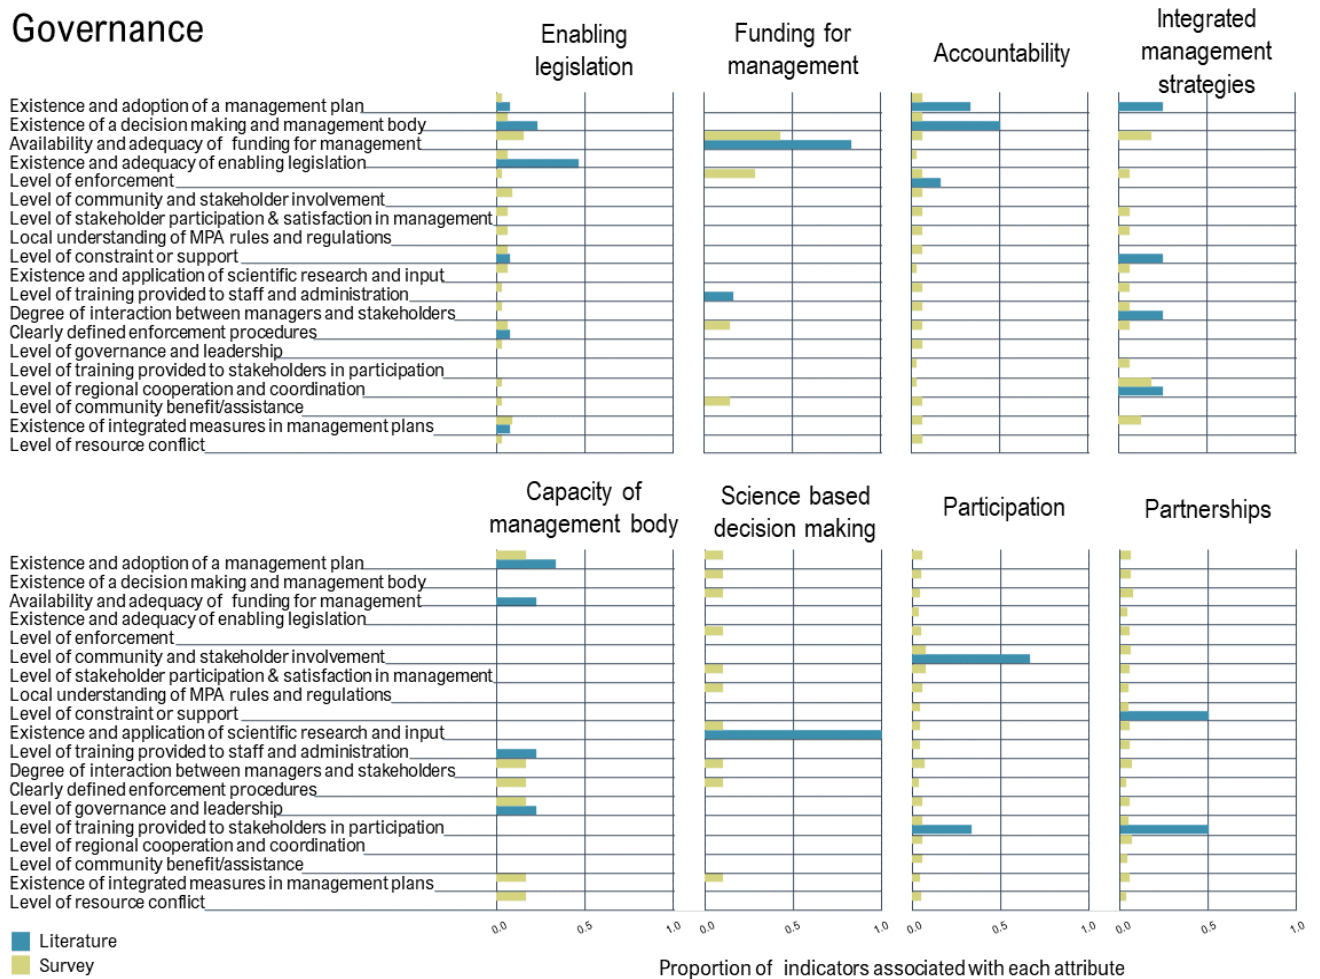 Governance
Enabling
legislation
Funding for
management
Accountability
Integrated
management
strategies
Existence and adoption of a management plan
Existence of a decision making and management body
Availability and adequacy of funding for management
Existence and adequacy of enabling legislation
Level of enforcement
Level of community and stakeholder involvement
Level of stakeholder participation & satisfaction in management
Local understanding of MPA rules and regulations
Level of constraint or support
Existence and application of scientific research and input
Level of training provided to staff and administration
Degree of interaction between managers and stakeholders
Clearly defined enforcement procedures
Level of governance and leadership
Level of training provided to stakeholders in participation
Level of regional cooperation and coordination
Level of community benefit/assistance
Existence of integrated measures in management plans
Level of resource conflict
Capacity of
management body
Science based
decision making
Participation
Partnerships
Existence and adoption of a management plan
Existence of a decision making and management body
Availability and adequacy of funding for management
Existence and adequacy of enabling legislation
Level of enforcement
Level of community and stakeholder involvement
Level of stakeholder participation & satisfaction in management
Local understanding of MPA rules and regulations
Level of constraint or support
Existence and application of scientific research and input
Level of training provided to staff and administration
Degree of interaction between managers and stakeholders
Clearly defined enforcement procedures
Level of governance and leadership
Level of training provided to stakeholders in participation
Level of regional cooperation and coordination
Level of community benefit/assistance
Existence of integrated measures in management plans
Level of resource conflict
0.0 0.5 1.0 0.0 0.5 1.0 0.0 0.5 1.0 0.0 0.5 1.0
Literature
Survey
Proportion of indicators associated with each attribute